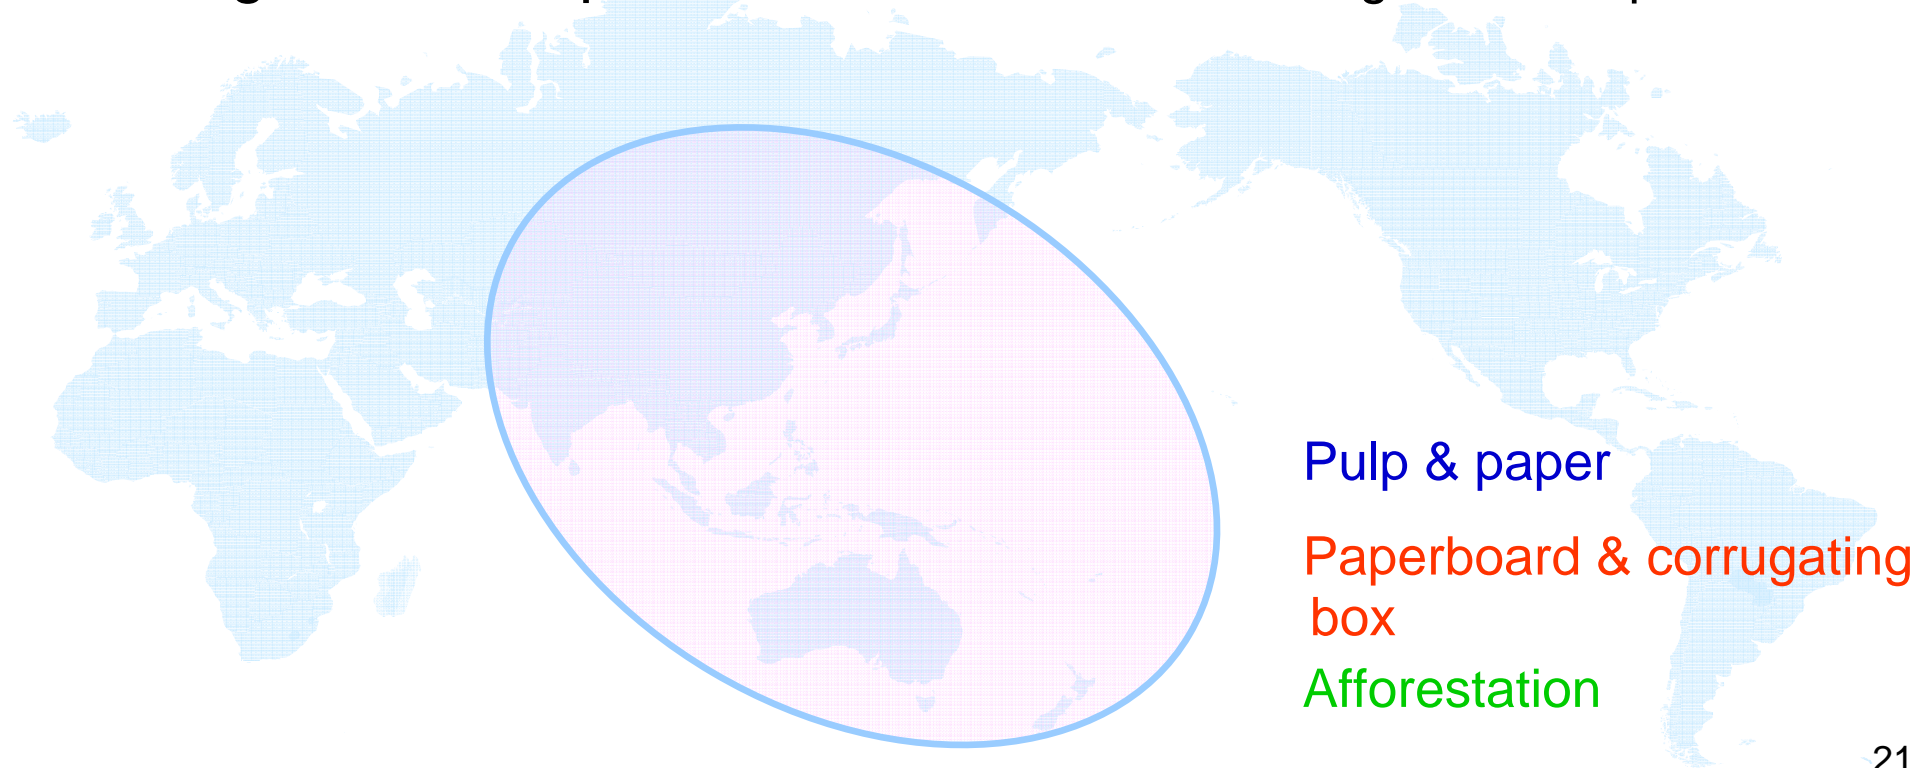 Pulp & paper
Paperboard & corrugating
box
Afforestation
21